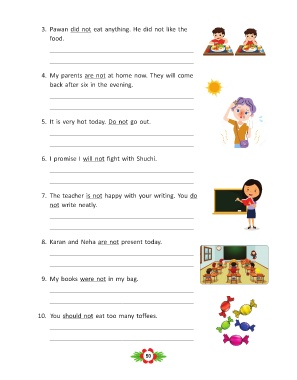 3. Pawan did not eat anything. He did not like the
food.
4. My parents are not at home now. They will come
back after six in the evening.
5. It is very hot today. Do not go out.
6. I promise I will not fight with Shuchi.
7. The teacher is not happy with your writing. You do
not write neatly.
8. Karan and Neha are not present today.
9. My books were not in my bag.
10. You should not eat too many toffees.
50